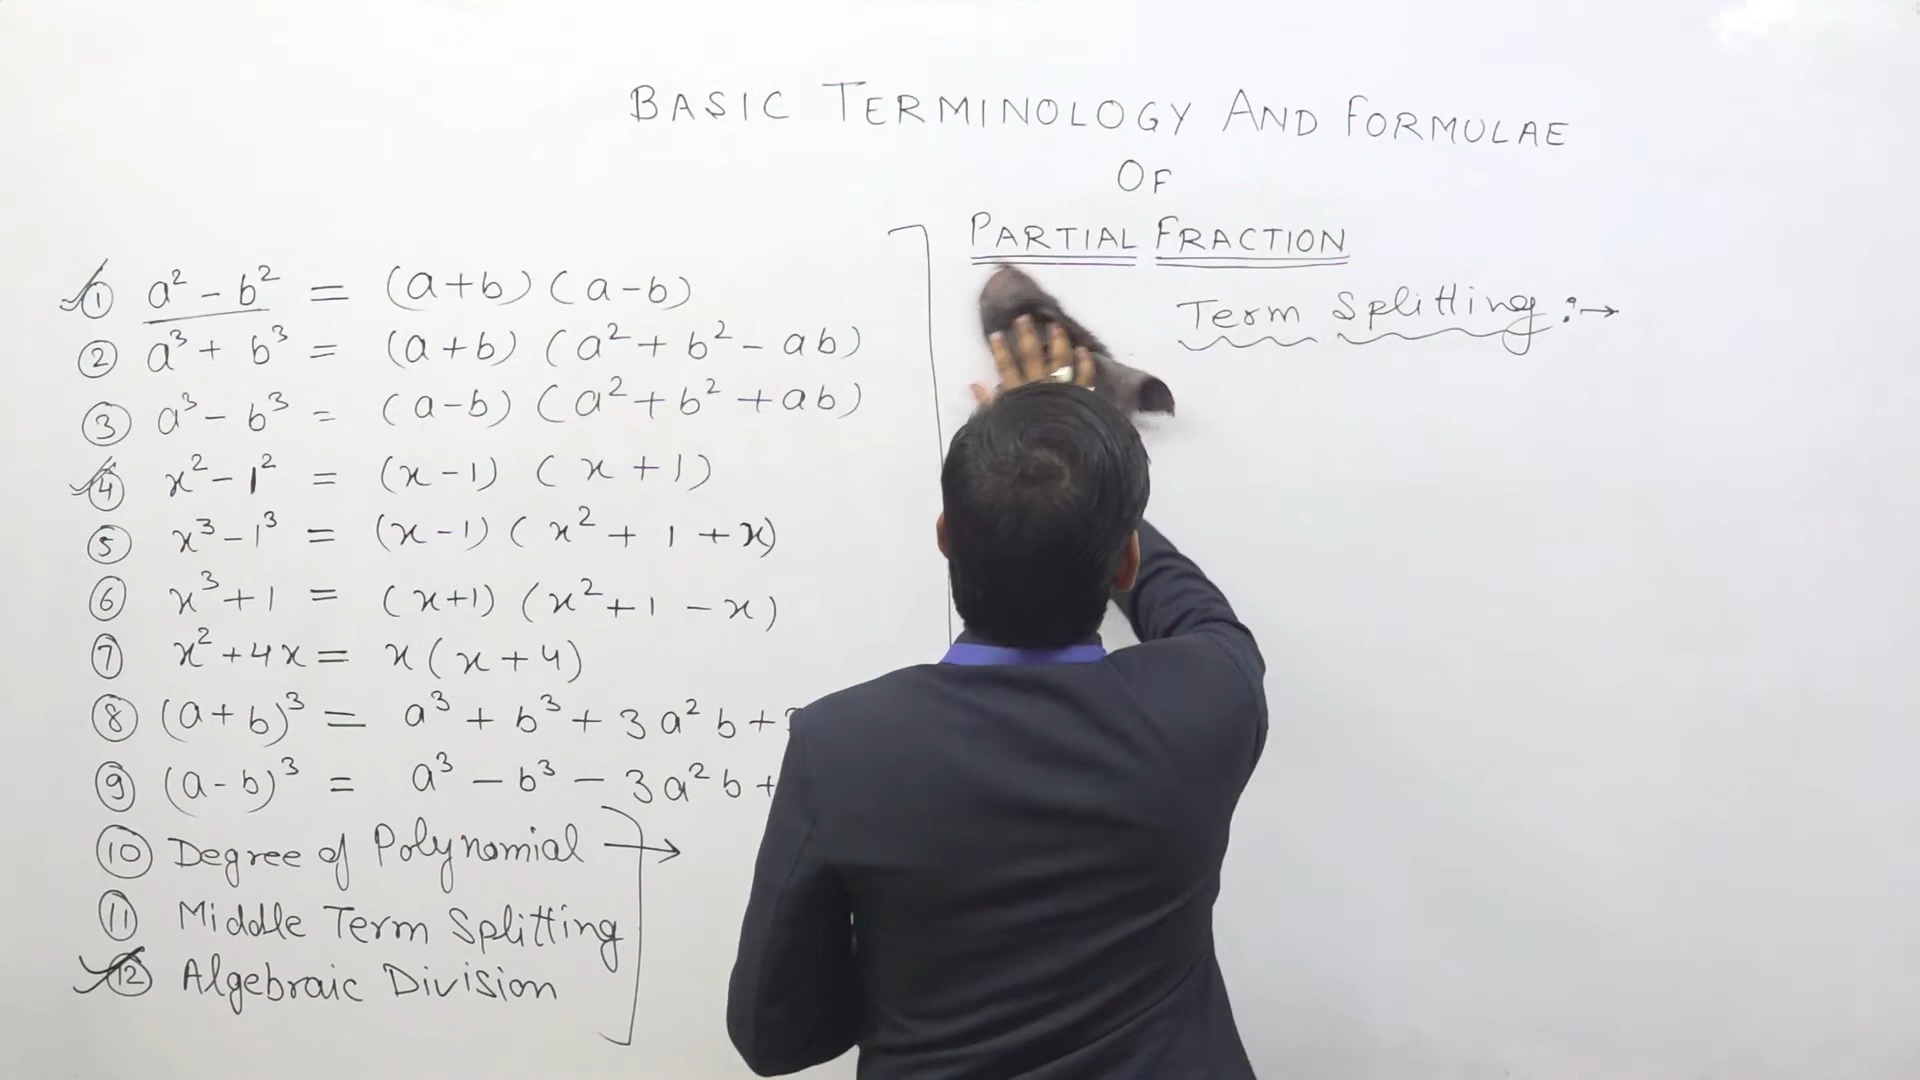 BASIC TERMINOLOGY AND FORMULAE
OF
PARTIAL FRACTION
① a² - b² = (a+b) (a-b)
② a³ + b³ = (a+b) (a² + b² - ab)
③ a³ - b³ = (a-b) (a² + b² + ab)
④ x² - 1² = (x-1) (x+1)
⑤ x³ - 1³ = (x-1) (x² + 1 + x)
⑥ x³ + 1 = (x+1) (x² + 1 - x)
⑦ x² + 4x = x (x+4)
⑧ (a+b)³ = a³ + b³ + 3a²b +
⑨ (a-b)³ = a³ - b³ - 3a²b +
⑩ Degree of Polynomial →
⑪ Middle Term Splitting
⑫ Algebraic Division
Term Splitting :→